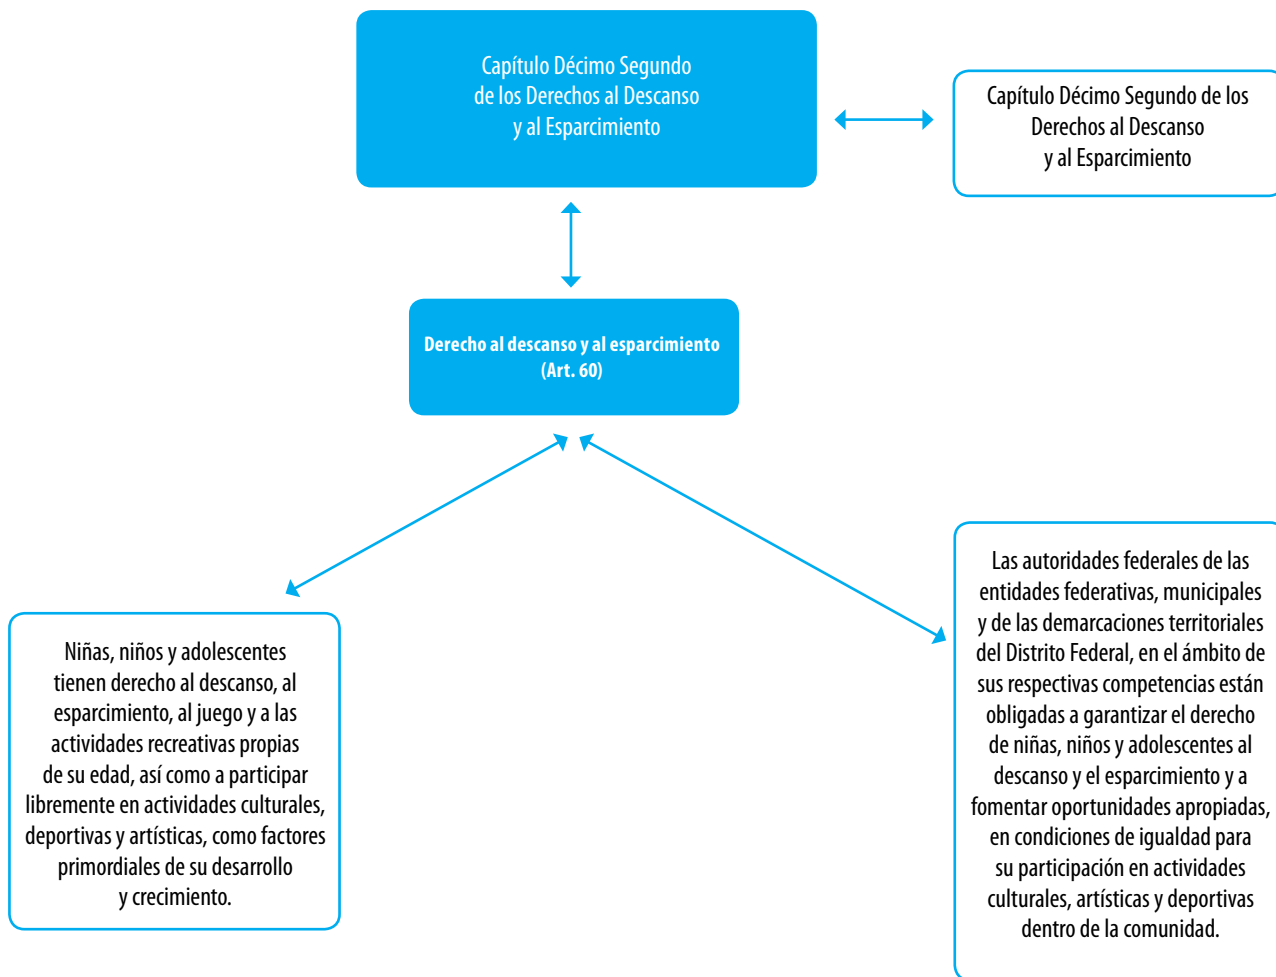 Capítulo Décimo Segundo
de los Derechos al Descanso
y al Esparcimiento
Capítulo Décimo Segundo de los
Derechos al Descanso
y al Esparcimiento
Derecho al descanso y al esparcimiento
(Art. 60)
Niñas, niños y adolescentes
tienen derecho al descanso, al
esparcimiento, al juego y a las
actividades recreativas propias
de su edad, así como a participar
libremente en actividades culturales,
deportivas y artísticas, como factores
primordiales de su desarrollo
y crecimiento.
Las autoridades federales de las
entidades federativas, municipales
y de las demarcaciones territoriales
del Distrito Federal, en el ámbito de
sus respectivas competencias están
obligadas a garantizar el derecho
de niñas, niños y adolescentes al
descanso y el esparcimiento y a
fomentar oportunidades apropiadas,
en condiciones de igualdad para
su participación en actividades
culturales, artísticas y deportivas
dentro de la comunidad.